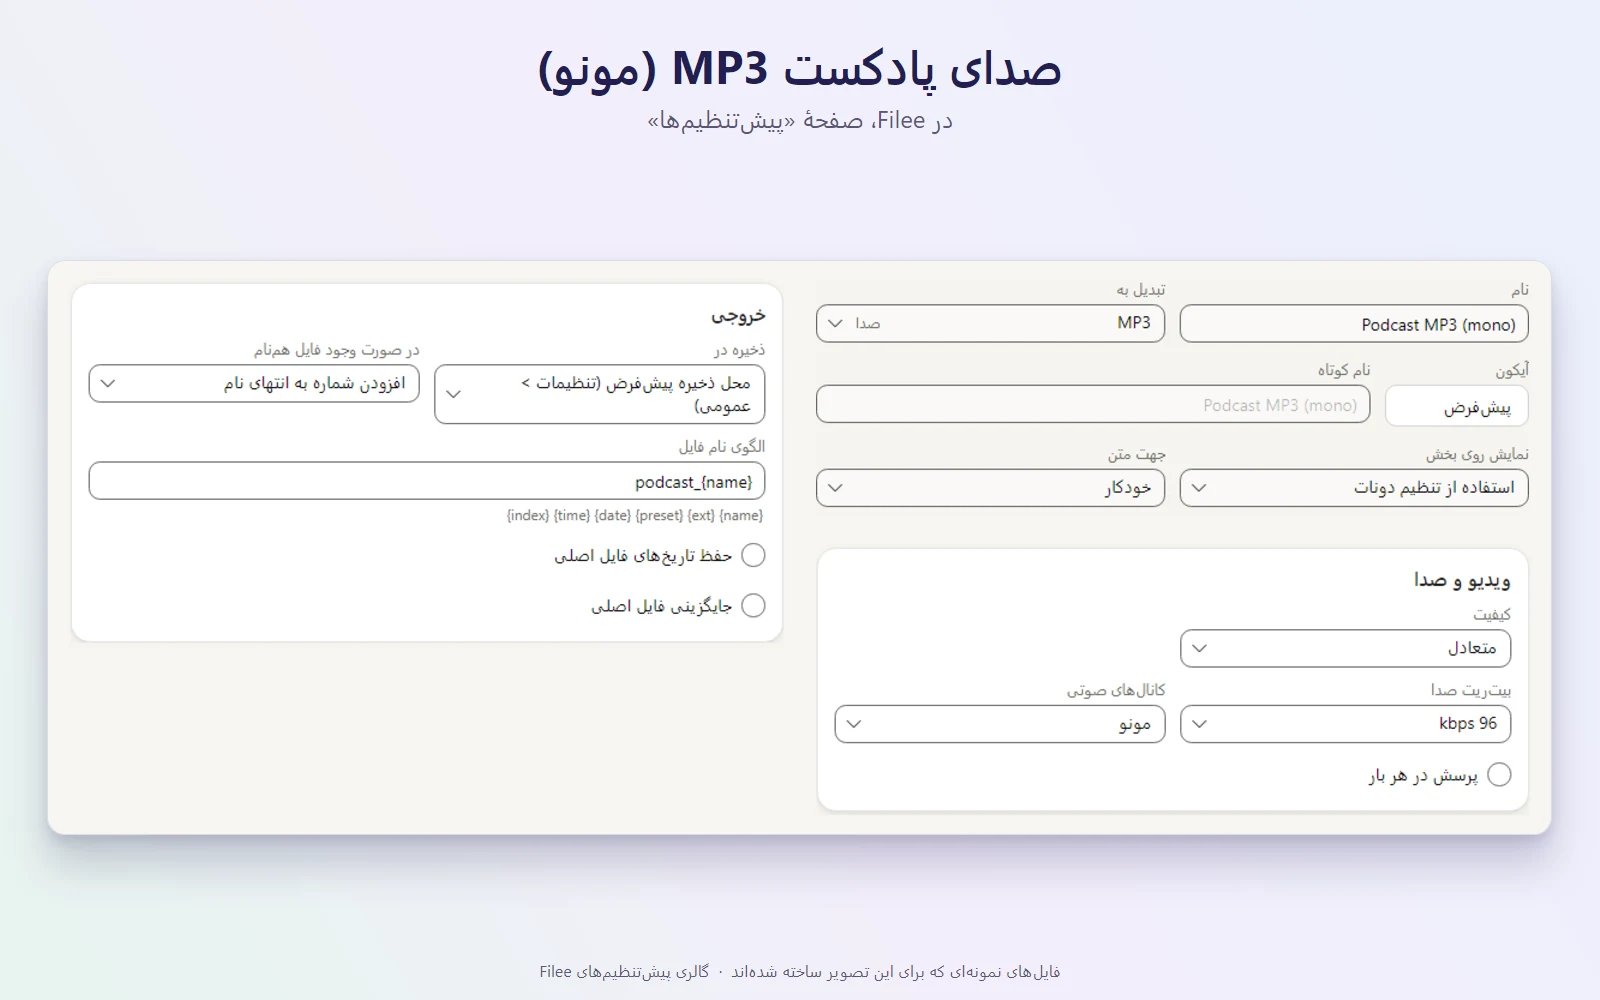 صدای پادکست MP3 (مونو)
در Filee، صفحهٔ «پیش‌تنظیم‌ها»
نام
Podcast MP3 (mono)
تبدیل به
MP3
صدا
آیکون
پیش‌فرض
نام کوتاه
Podcast MP3 (mono)
نمایش روی بخش
استفاده از تنظیم دونات
جهت متن
خودکار
ویدیو و صدا
کیفیت
متعادل
بیت‌ریت صدا
96 kbps
کانال‌های صوتی
مونو
پرسش در هر بار
خروجی
ذخیره در
محل ذخیره پیش‌فرض (تنظیمات >
عمومی)
در صورت وجود فایل هم‌نام
افزودن شماره به انتهای نام
الگوی نام فایل
podcast_{name}
{name} {ext} {preset} {date} {time} {index}
حفظ تاریخ‌های فایل اصلی
جایگزینی فایل اصلی
فایل‌های نمونه‌ای که برای این تصویر ساخته شده‌اند · گالری پیش‌تنظیم‌های Filee